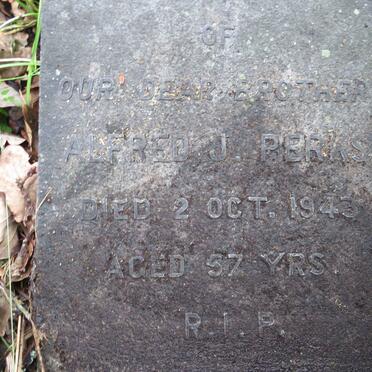 OF
OUR DEAR BROTHER
ALFRED J. PERKS
DIED 2 OCT. 1943
AGED 57 YRS.
R.I.P.